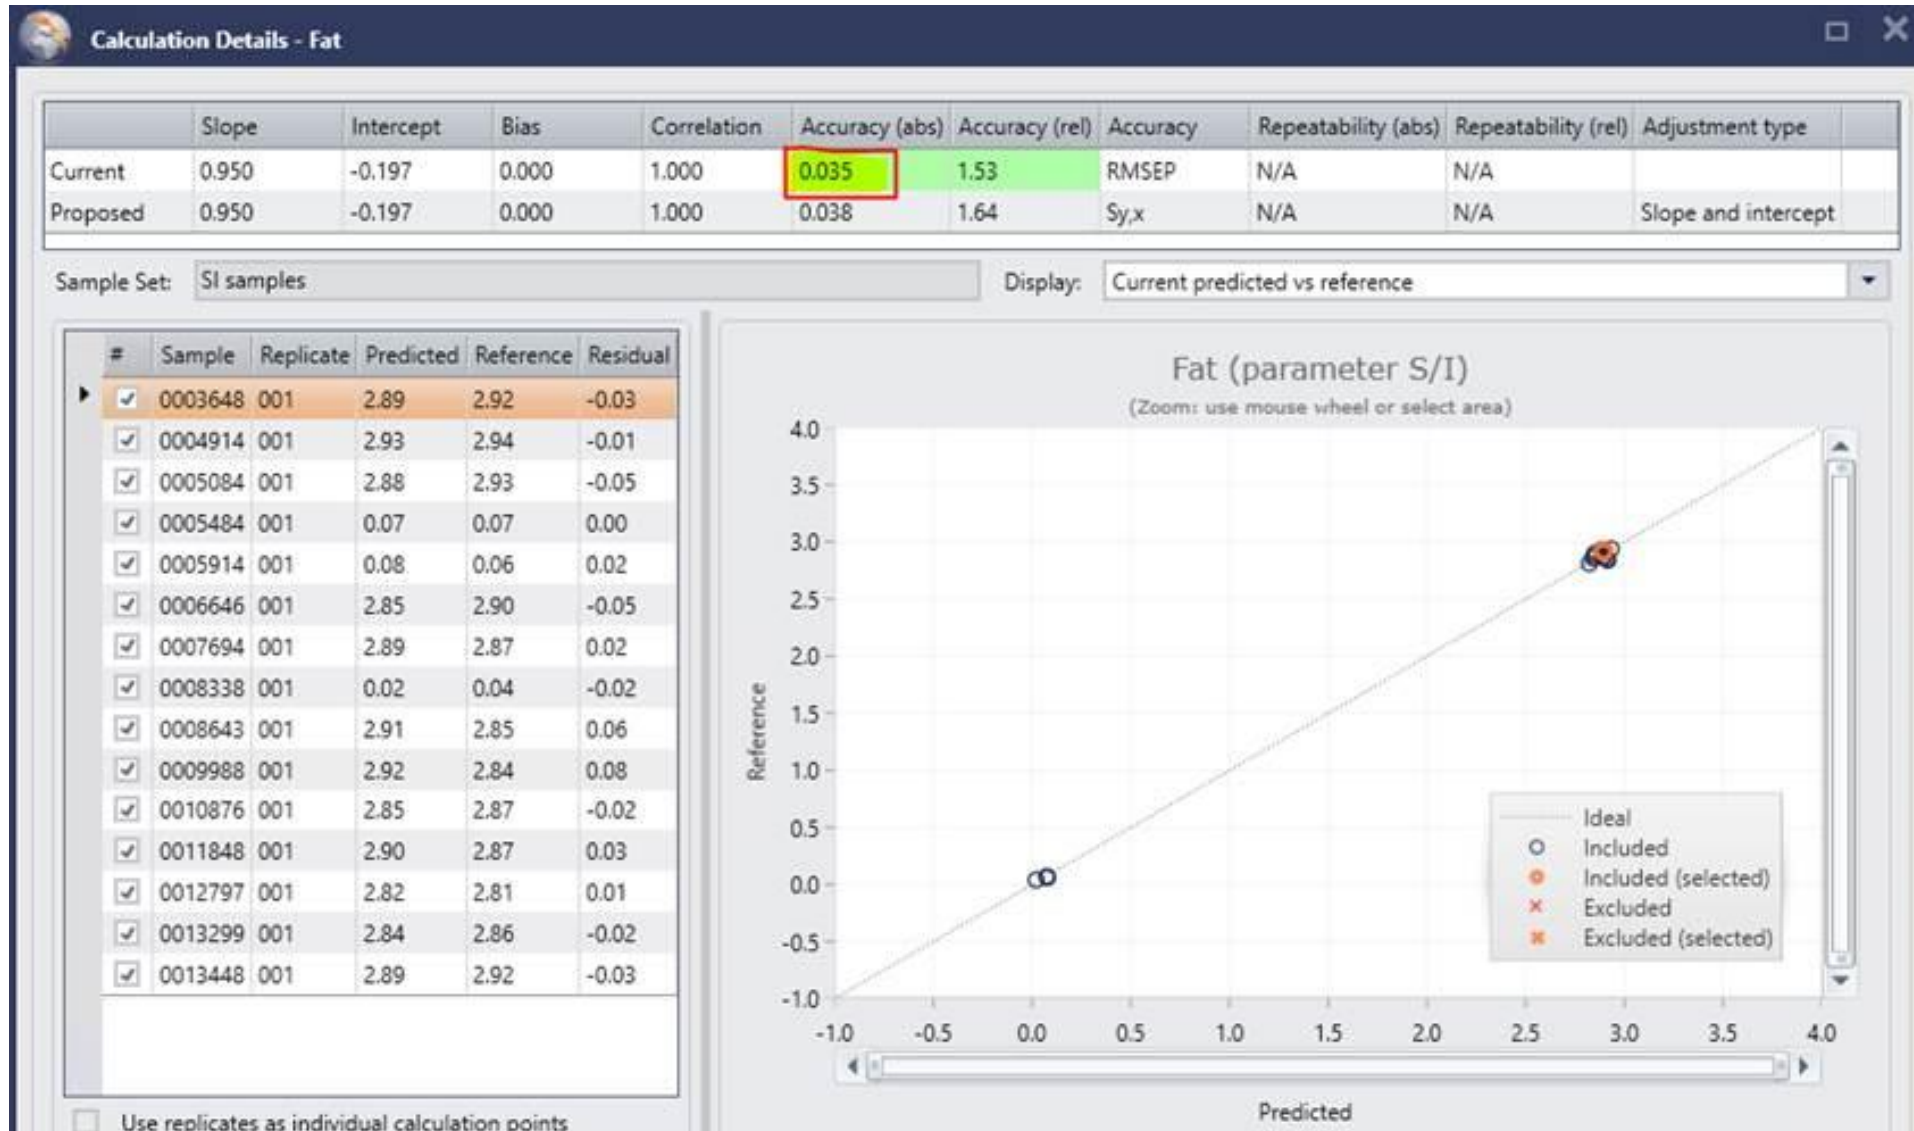 Calculation Details - Fat
Slope Intercept Bias Correlation Accuracy (abs) Accuracy (rel) Accuracy Repeatability (abs) Repeatability (rel) Adjustment type
Current 0.950 -0.197 0.000 1.000 0.035 1.53 RMSEP N/A N/A
Proposed 0.950 -0.197 0.000 1.000 0.038 1.64 Sy,x N/A N/A Slope and intercept
Sample Set: SI samples Display: Current predicted vs reference
# Sample Replicate Predicted Reference Residual
0003648 001 2.89 2.92 -0.03
0004914 001 2.93 2.94 -0.01
0005084 001 2.88 2.93 -0.05
0005484 001 0.07 0.07 0.00
0005914 001 0.08 0.06 0.02
0006646 001 2.85 2.90 -0.05
0007694 001 2.89 2.87 0.02
0008338 001 0.02 0.04 -0.02
0008643 001 2.91 2.85 0.06
0009988 001 2.92 2.84 0.08
0010876 001 2.85 2.87 -0.02
0011848 001 2.90 2.87 0.03
0012797 001 2.82 2.81 0.01
0013299 001 2.84 2.86 -0.02
0013448 001 2.89 2.92 -0.03
Use replicates as individual calculation points
Fat (parameter S/I)
(Zoom: use mouse wheel or select area)
4.0
3.5
3.0
2.5
2.0
1.5
1.0
0.5
0.0
-0.5
-1.0
Reference
Ideal
Included
Included (selected)
Excluded
Excluded (selected)
-1.0 -0.5 0.0 0.5 1.0 1.5 2.0 2.5 3.0 3.5 4.0
Predicted